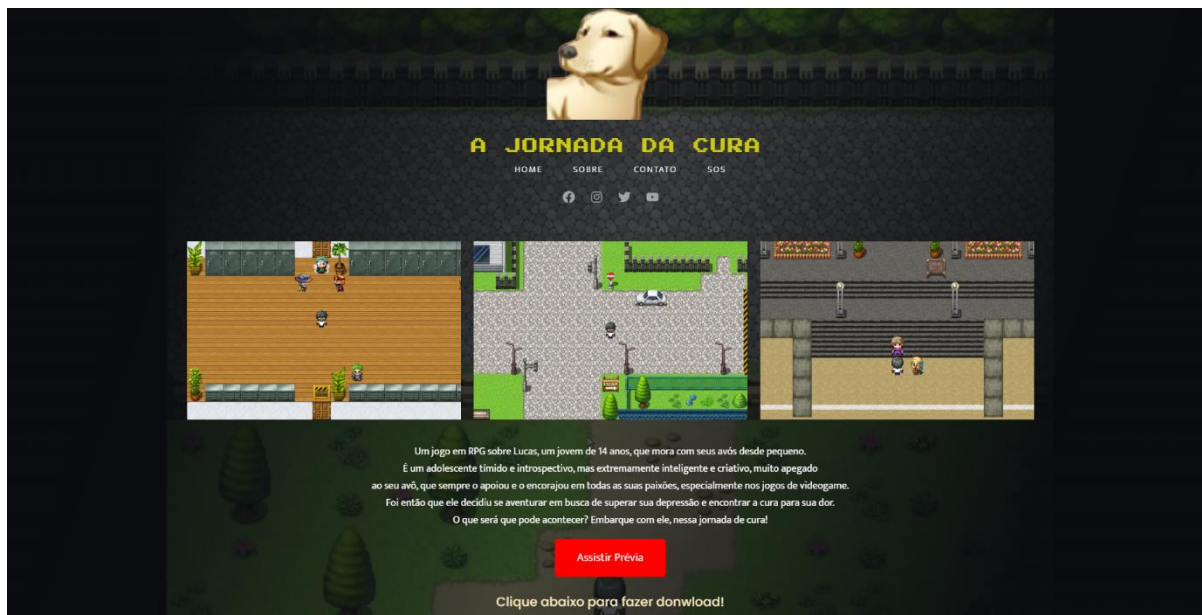 A JORNADA DA CURA
HOME SOBRE CONTATO SOS
Um jogo em RPG sobre Lucas, um jovem de 14 anos, que mora com seus avós desde pequeno.
É um adolescente tímido e introspectivo, mas extremamente inteligente e criativo, muito apegado
ao seu avô, que sempre o apoiou e o encorajou em todas as suas paixões, especialmente nos jogos de videogame.
Foi então que ele decidiu se aventurar em busca de superar sua depressão e encontrar a cura para sua dor.
O que será que pode acontecer? Embarque com ele, nessa jornada de cura!
Assistir Prévia
Clique abaixo para fazer donwload!